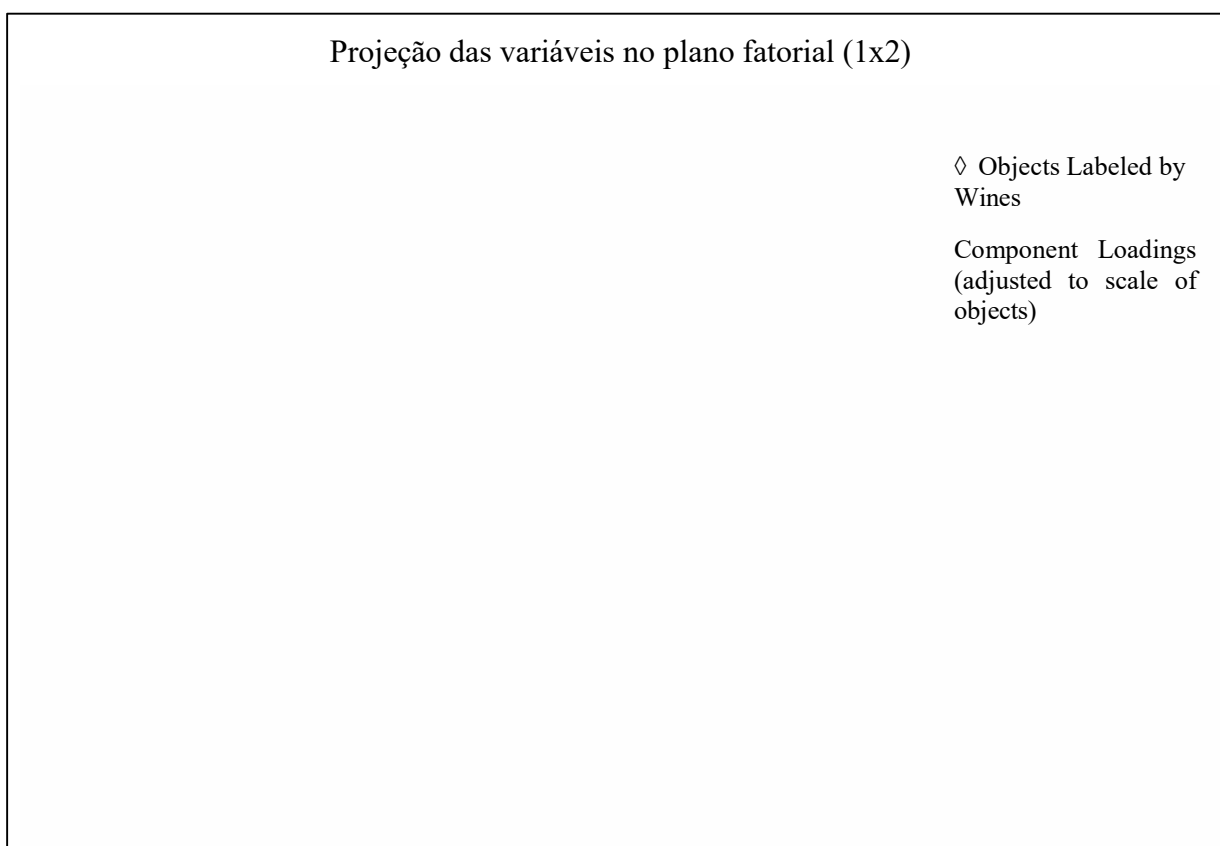 Projeção das variáveis no plano fatorial (1x2)
◊ Objects Labeled by
Wines
Component Loadings
(adjusted to scale of
objects)